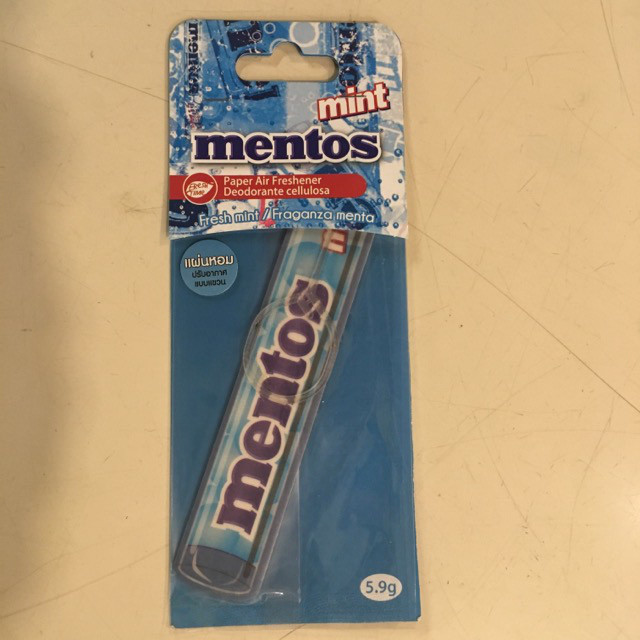 mentos
mint
mentos
Paper Air Freshener
Deodorante cellulosa
Fresh mint / Fraganza menta
แผ่นหอม
ปรับอากาศ
แบบแขวน
m
mentos
5.9g